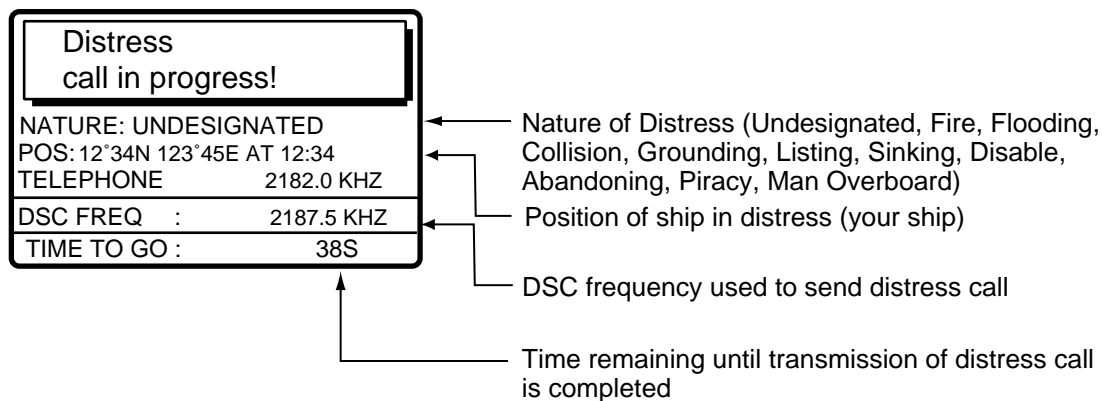 Distress
call in progress!
NATURE: UNDESIGNATED
POS: 12˚34N 123˚45E AT 12:34
TELEPHONE 2182.0 KHZ
DSC FREQ : 2187.5 KHZ
TIME TO GO : 38S
Nature of Distress (Undesignated, Fire, Flooding,
Collision, Grounding, Listing, Sinking, Disable,
Abandoning, Piracy, Man Overboard)
Position of ship in distress (your ship)
DSC frequency used to send distress call
Time remaining until transmission of distress call
is completed